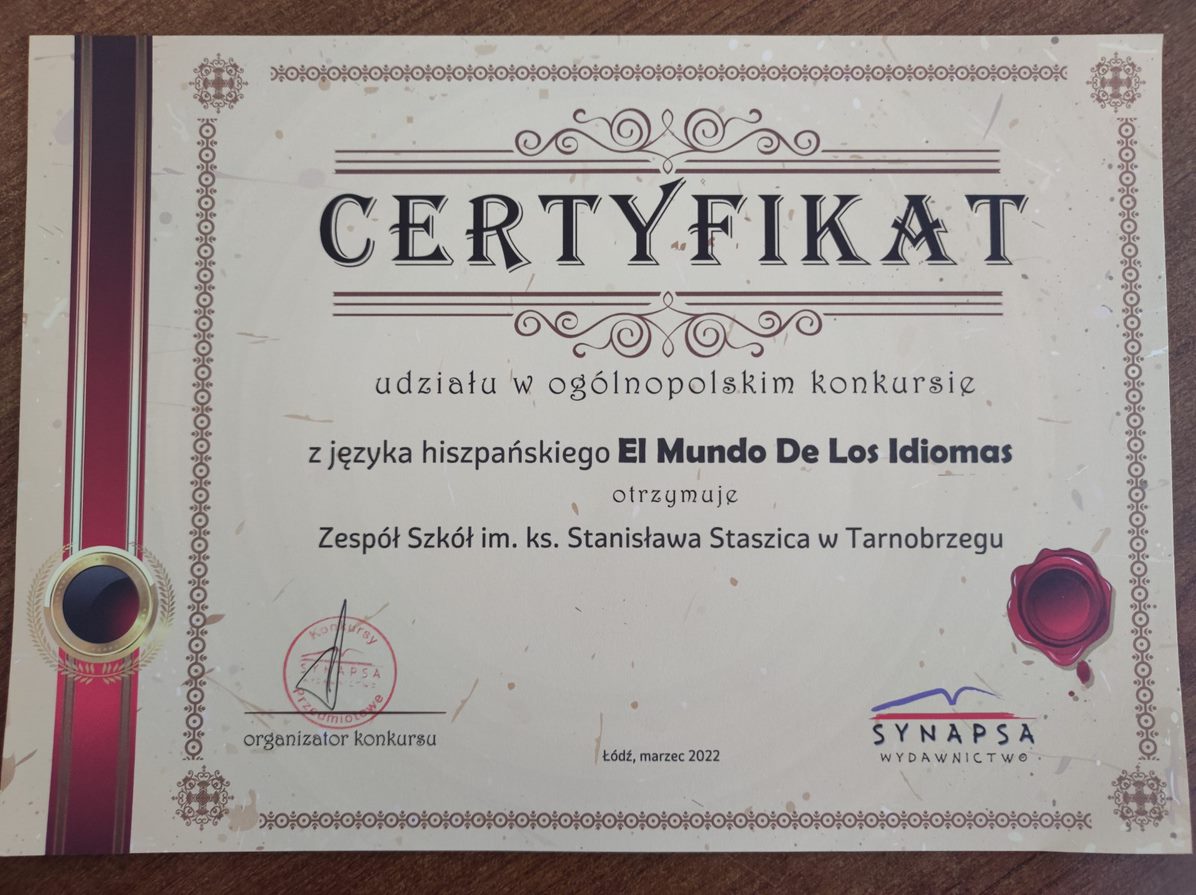 CERTYFIKAT
udziału w ogólnopolskim konkursie
z języka hiszpańskiego El Mundo De Los Idiomas
otrzymuje
Zespół Szkół im. ks. Stanisława Staszica w Tarnobrzegu
Konkursy
SYNAPSA
Przedmiotowe
organizator konkursu
Łódź, marzec 2022
SYNAPSA
WYDAWNICTWO